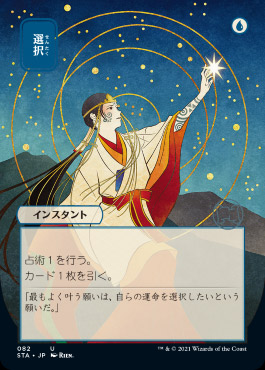 せんたく
選択
インスタント
占術1を行う。
カード1枚を引く。
「最もよく叶う願いは、自らの運命を選択したいという
願いだ。」
082 U
STA • JP RIEN.
™ & © 2021 Wizards of the Coast